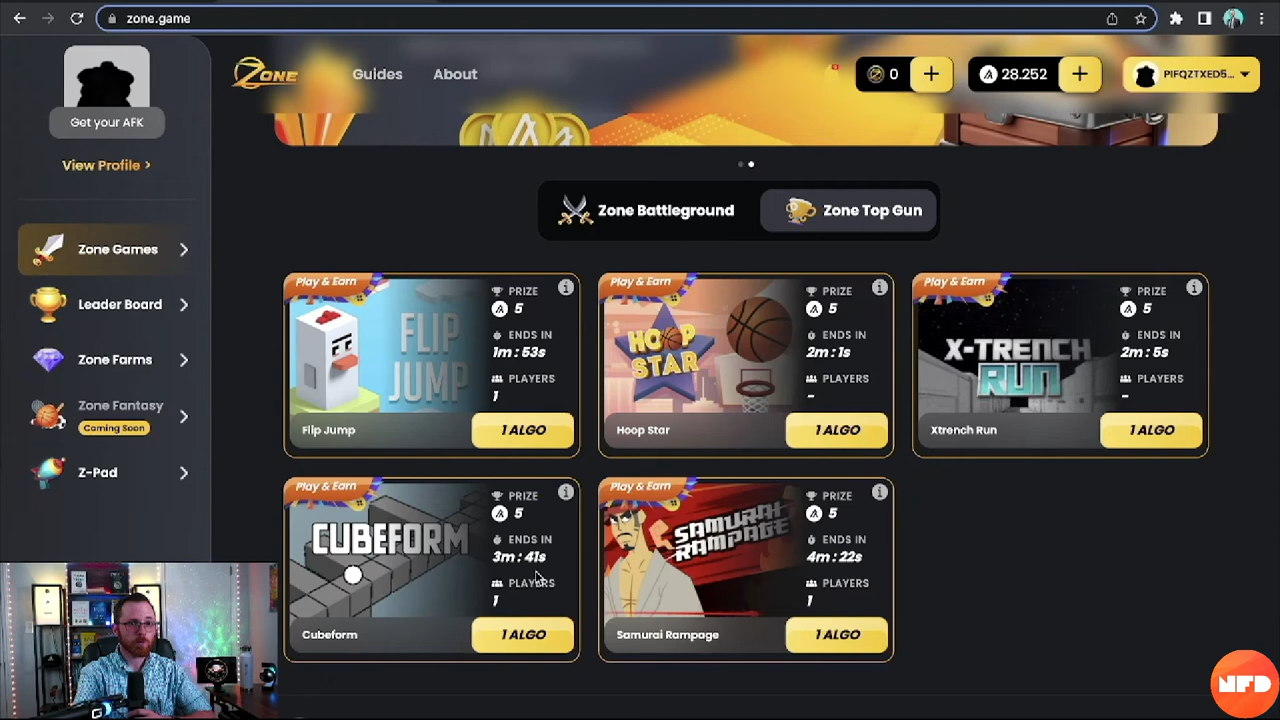 zone.game
ZONE
Guides
About
0
+
28.252
+
PIFQZTXED5...
Get your AFK
View Profile >
Zone Games
Leader Board
Zone Farms
Zone Fantasy
Coming Soon
Z-Pad
Zone Battleground
Zone Top Gun
Play & Earn
FLIP JUMP
PRIZE
5
ENDS IN
1m : 53s
PLAYERS
1
Flip Jump
1 ALGO
Play & Earn
HOOP STAR
PRIZE
5
ENDS IN
2m : 1s
PLAYERS
-
Hoop Star
1 ALGO
Play & Earn
X-TRENCH RUN
PRIZE
5
ENDS IN
2m : 5s
PLAYERS
-
Xtrench Run
1 ALGO
Play & Earn
CUBEFORM
PRIZE
5
ENDS IN
3m : 41s
PLAYERS
1
Cubeform
1 ALGO
Play & Earn
SAMURAI RAMPAGE
PRIZE
5
ENDS IN
4m : 22s
PLAYERS
1
Samurai Rampage
1 ALGO
NFD